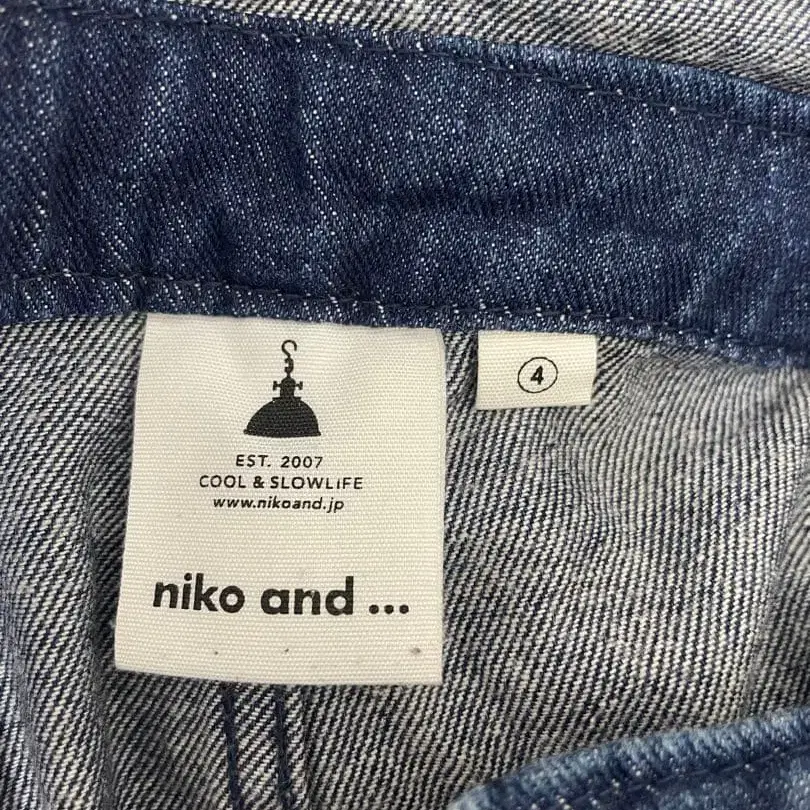 EST. 2007
COOL & SLOWLIFE
www.nikoand.jp
niko and ...
4